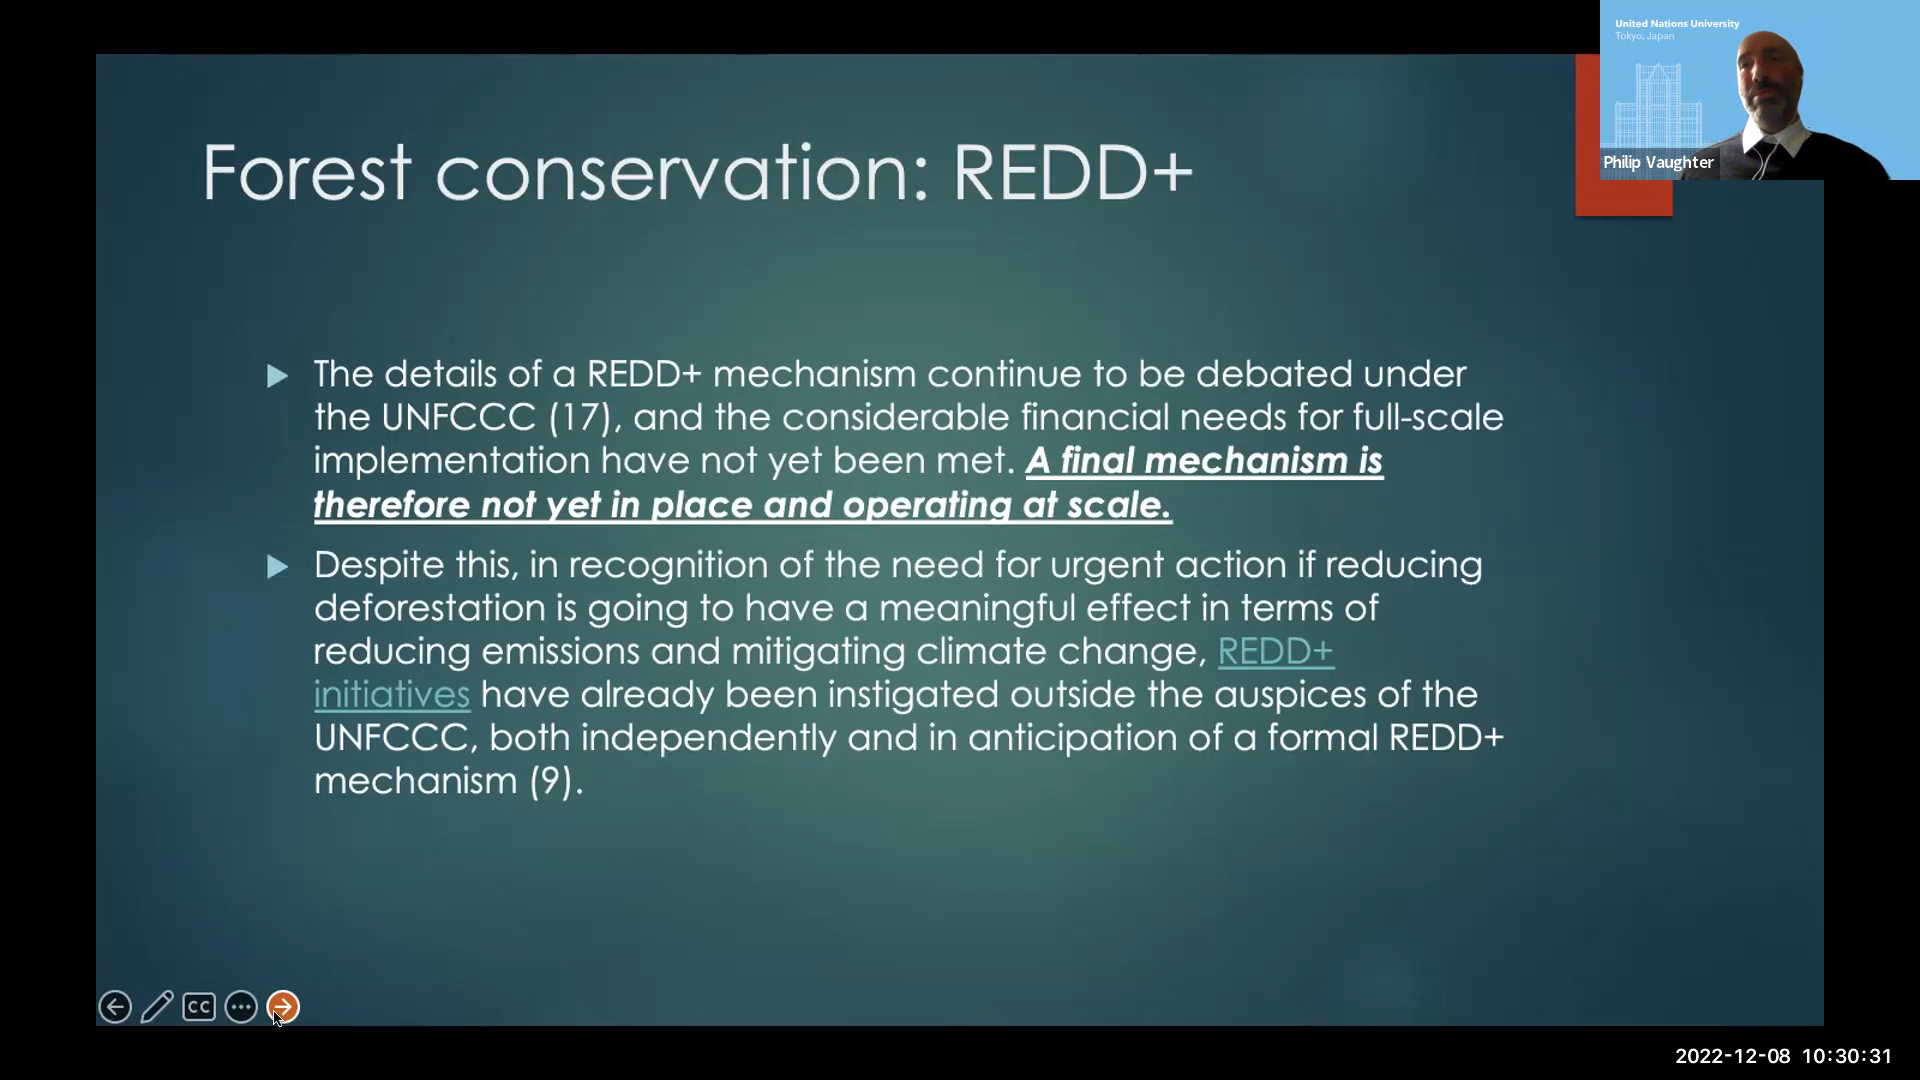 United Nations University
Tokyo, Japan
Philip Vaughter
Forest conservation: REDD+
The details of a REDD+ mechanism continue to be debated under
the UNFCCC (17), and the considerable financial needs for full-scale
implementation have not yet been met. A final mechanism is
therefore not yet in place and operating at scale.
Despite this, in recognition of the need for urgent action if reducing
deforestation is going to have a meaningful effect in terms of
reducing emissions and mitigating climate change, REDD+
initiatives have already been instigated outside the auspices of the
UNFCCC, both independently and in anticipation of a formal REDD+
mechanism (9).
CC
2022-12-08 10:30:31